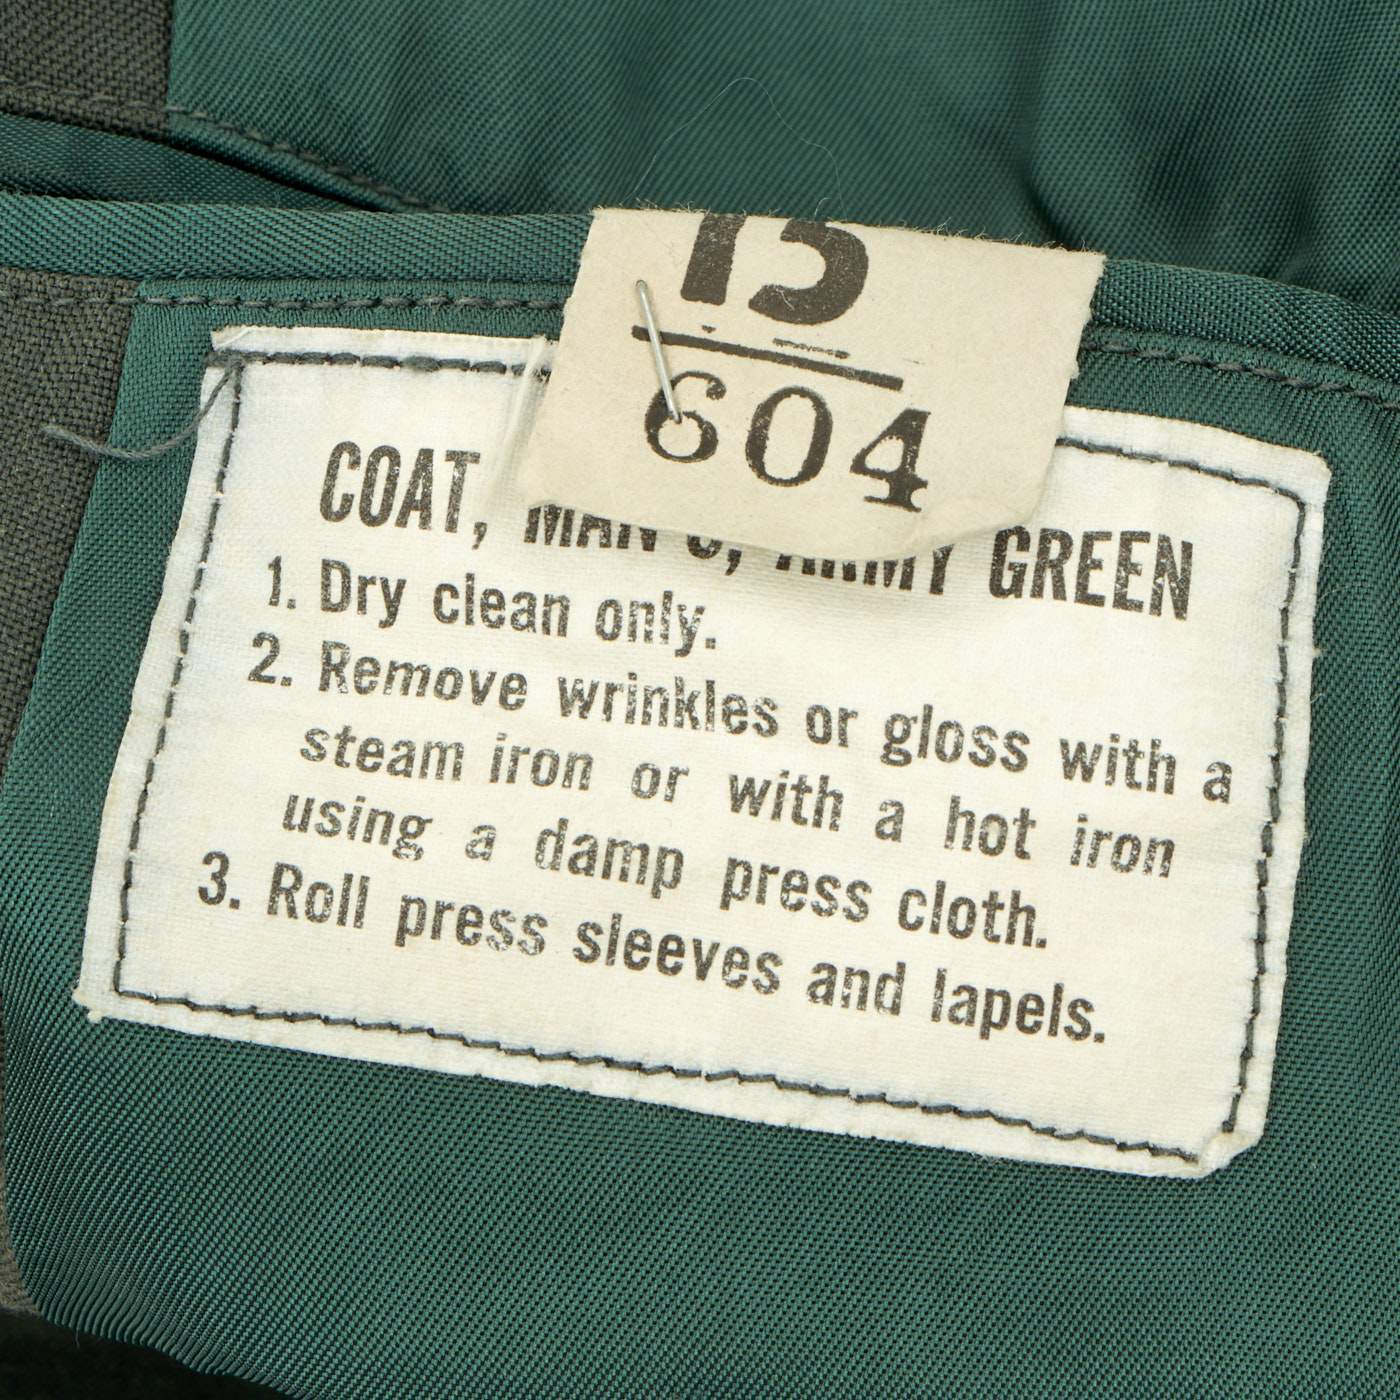 15
604
COAT, MAN'S, ARMY GREEN
1. Dry clean only.
2. Remove wrinkles or gloss with a
steam iron or with a hot iron
using a damp press cloth.
3. Roll press sleeves and lapels.